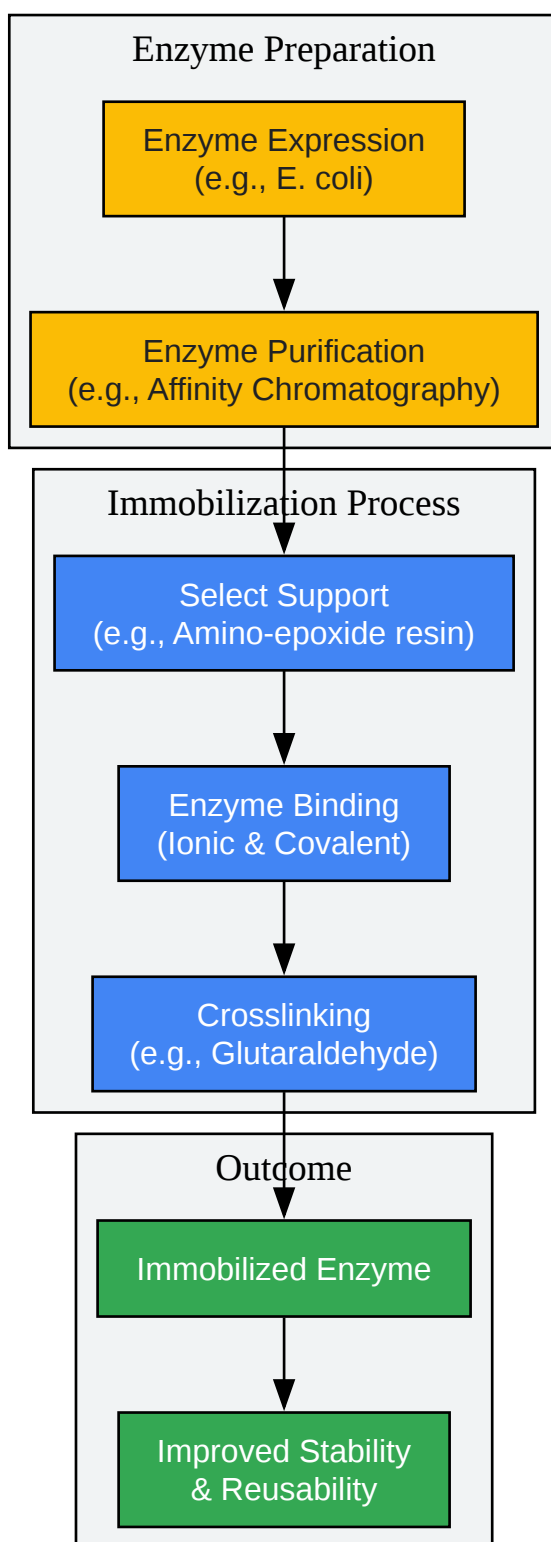 Enzyme Preparation
Enzyme Expression
(e.g., E. coli)
Enzyme Purification
(e.g., Affinity Chromatography)
Immobilization Process
Select Support
(e.g., Amino-epoxide resin)
Enzyme Binding
(Ionic & Covalent)
Crosslinking
(e.g., Glutaraldehyde)
Outcome
Immobilized Enzyme
Improved Stability
& Reusability